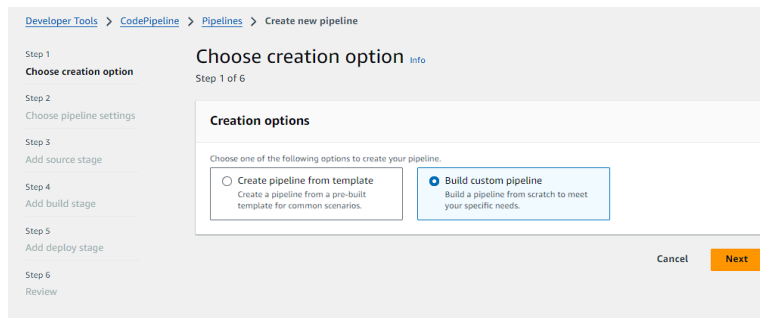 Developer Tools > CodePipeline > Pipelines > Create new pipeline
Step 1
Choose creation option
Step 2
Choose pipeline settings
Step 3
Add source stage
Step 4
Add build stage
Step 5
Add deploy stage
Step 6
Review
Choose creation option Info
Step 1 of 6
Creation options
Choose one of the following options to create your pipeline.
Create pipeline from template
Create a pipeline from a pre-built
template for common scenarios.
Build custom pipeline
Build a pipeline from scratch to meet
your specific needs.
Cancel
Next